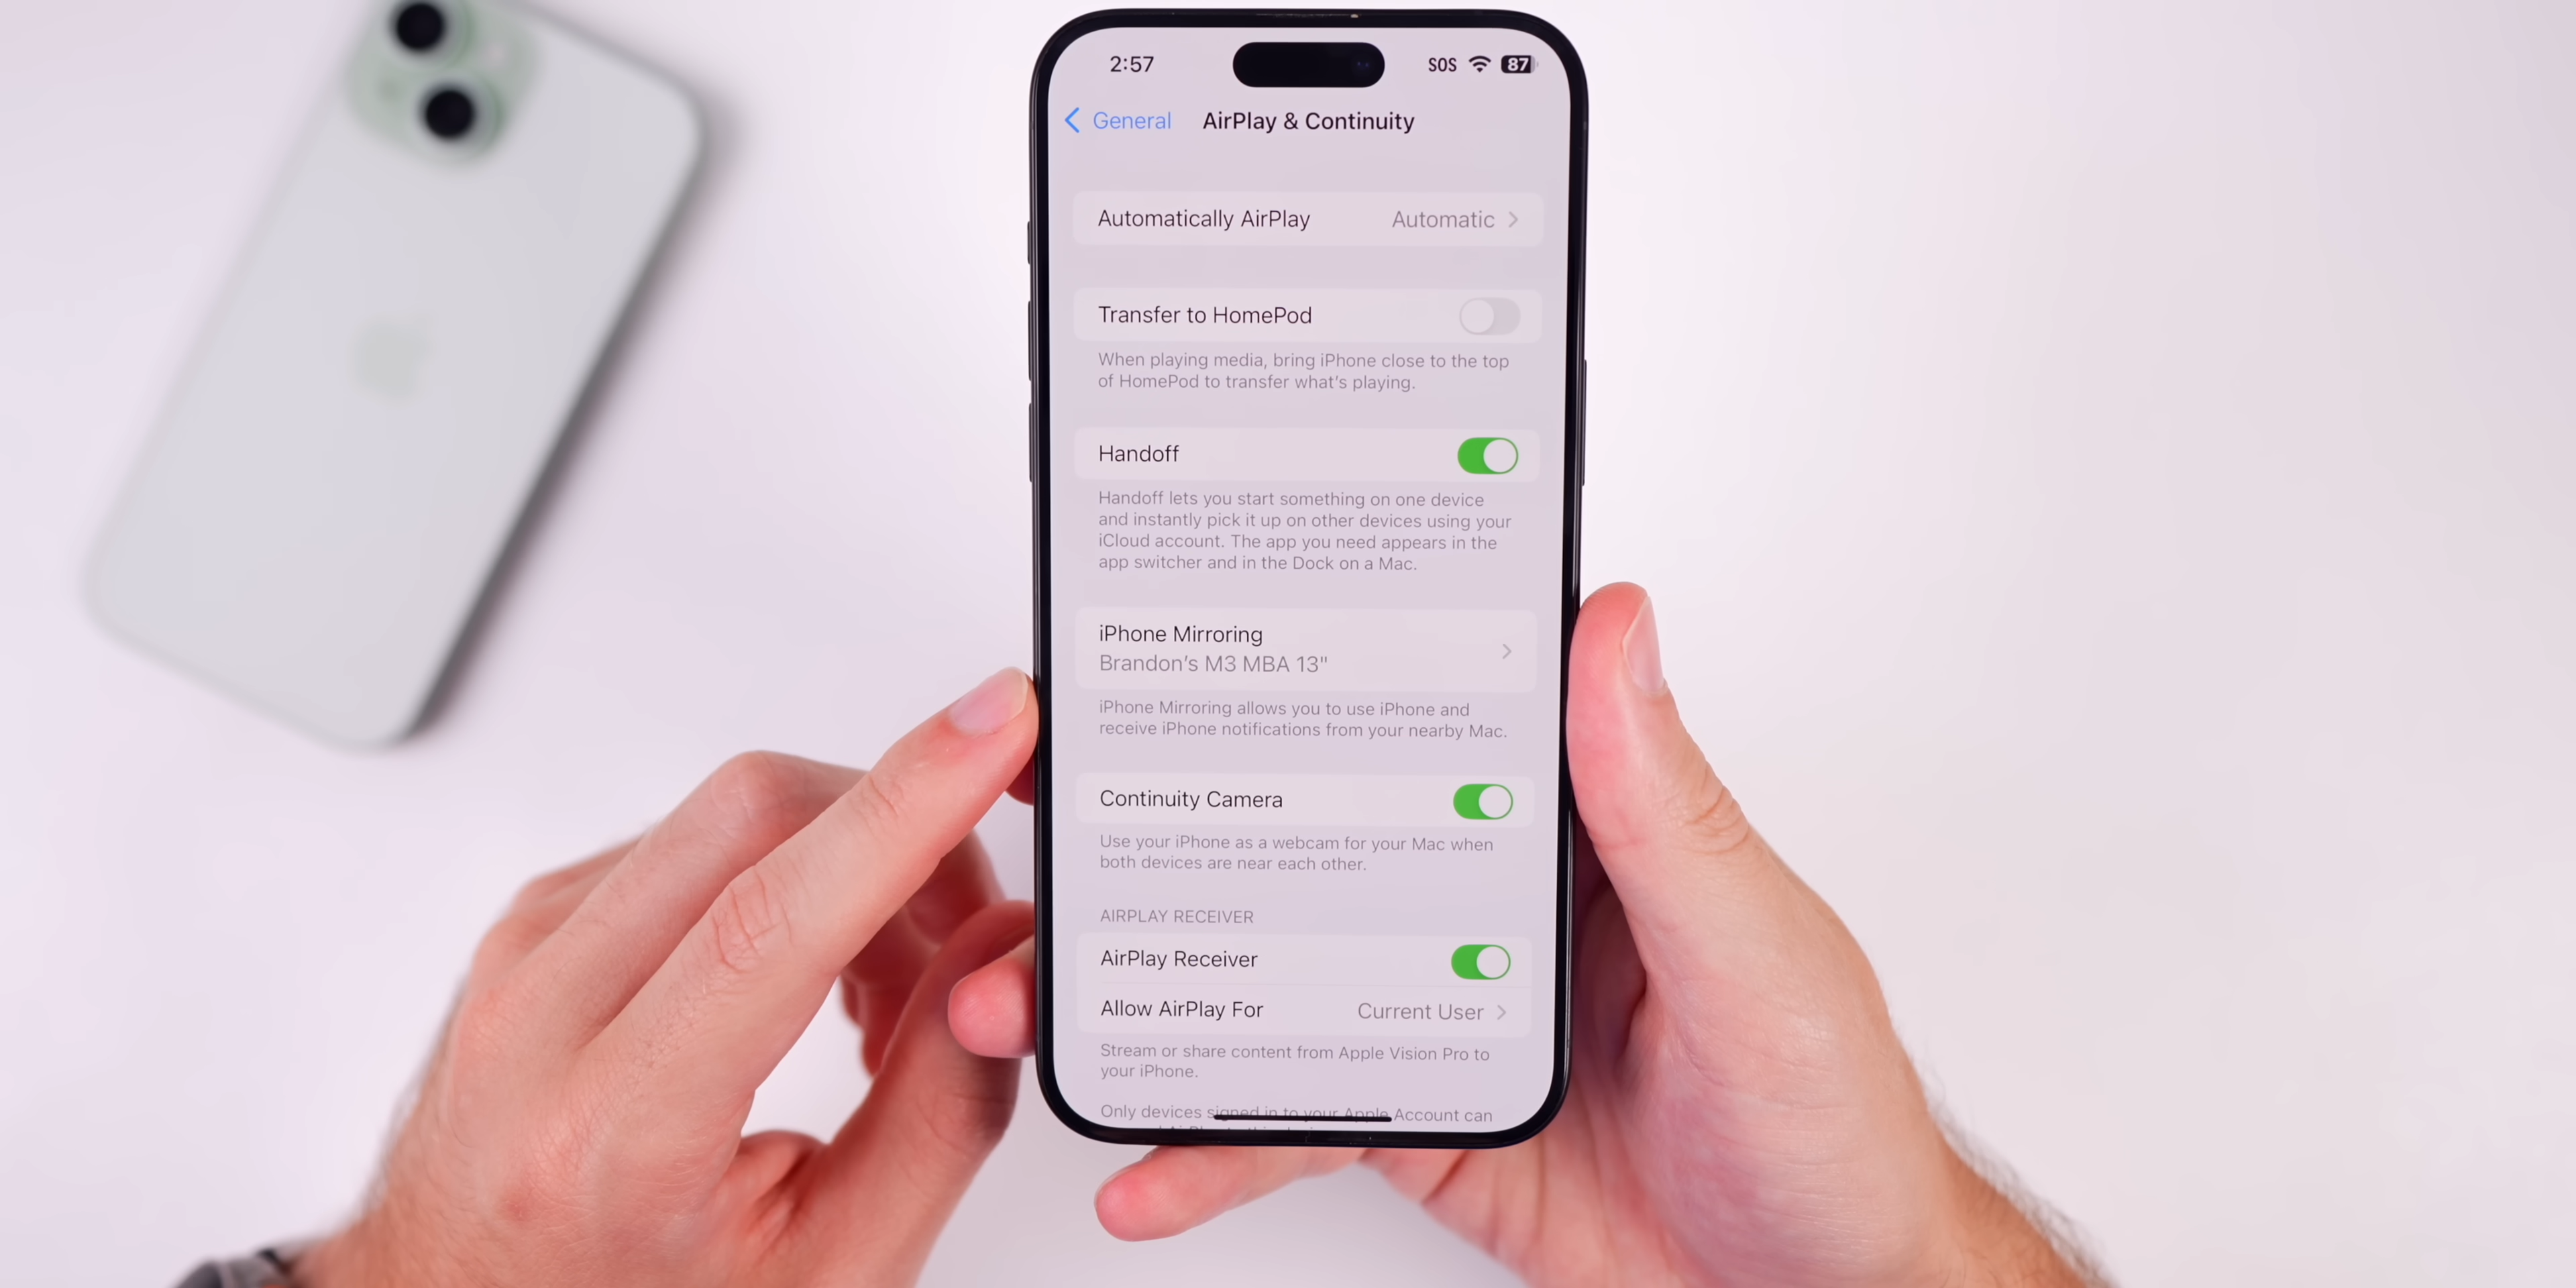 2:57
SOS 87
General AirPlay & Continuity
Automatically AirPlay Automatic
Transfer to HomePod
When playing media, bring iPhone close to the top
of HomePod to transfer what's playing.
Handoff
Handoff lets you start something on one device
and instantly pick it up on other devices using your
iCloud account. The app you need appears in the
app switcher and in the Dock on a Mac.
iPhone Mirroring
Brandon's M3 MBA 13"
iPhone Mirroring allows you to use iPhone and
receive iPhone notifications from your nearby Mac.
Continuity Camera
Use your iPhone as a webcam for your Mac when
both devices are near each other.
AIRPLAY RECEIVER
AirPlay Receiver
Allow AirPlay For Current User
Stream or share content from Apple Vision Pro to
your iPhone.
Only devices signed in to your Apple Account can